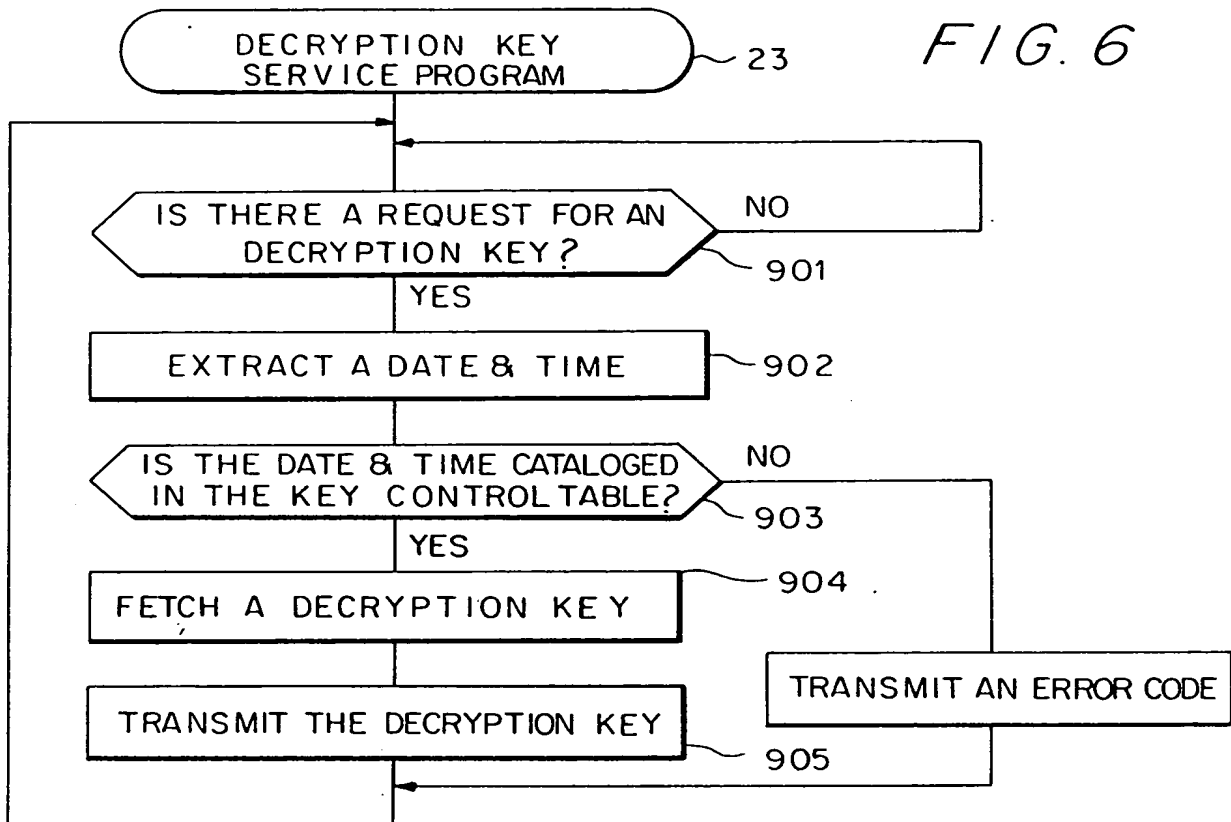 FIG. 6
DECRYPTION KEY
SERVICE PROGRAM
23
IS THERE A REQUEST FOR AN
DECRYPTION KEY?
NO
901
YES
EXTRACT A DATE & TIME
902
IS THE DATE & TIME CATALOGED
IN THE KEY CONTROL TABLE?
NO
903
YES
904
FETCH A DECRYPTION KEY
TRANSMIT AN ERROR CODE
TRANSMIT THE DECRYPTION KEY
905